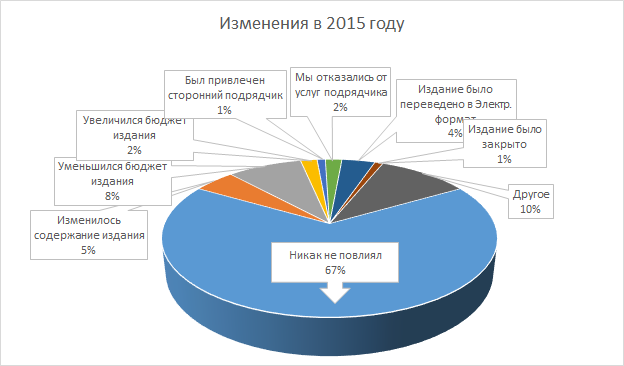 Изменения в 2015 году
Был привлечен
сторонний подрядчик
1%
Мы отказались от
услуг подрядчика
2%
Издание было
переведено в Электр.
формат
4%
Издание было
закрыто
1%
Увеличился бюджет
издания
2%
Уменьшился бюджет
издания
8%
Изменилось
содержание издания
5%
Другое
10%
Никак не повлиял
67%